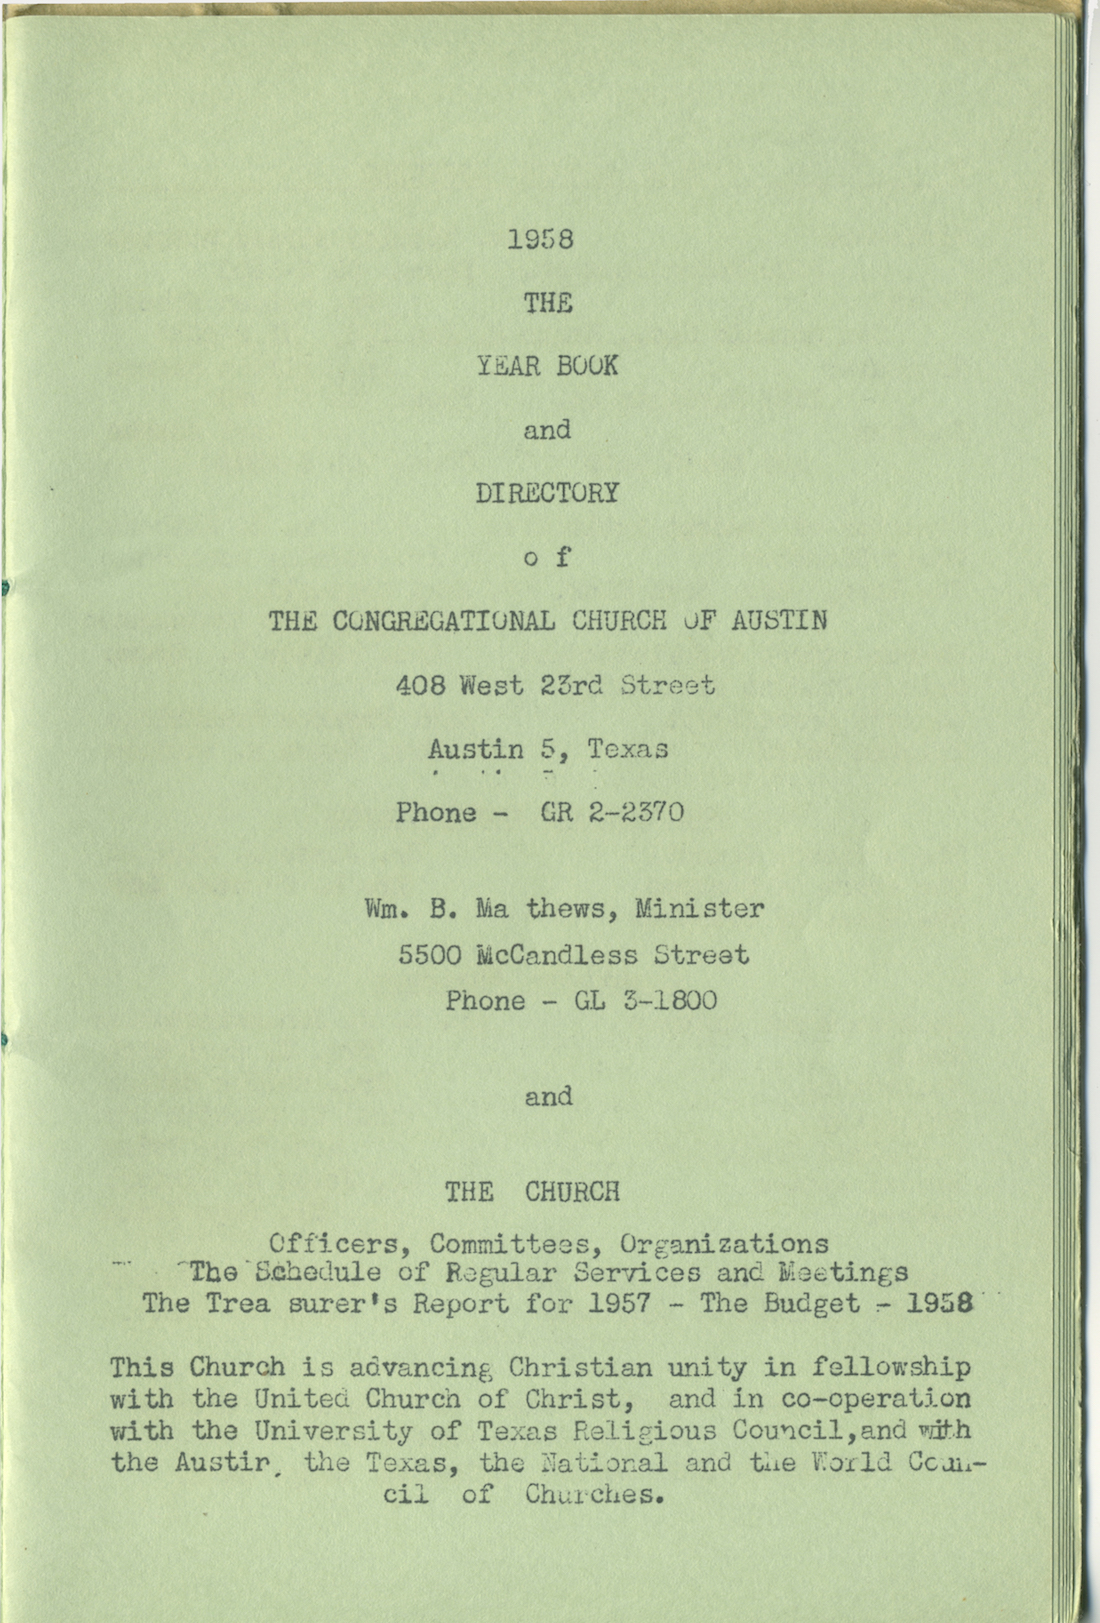 1958
THE
YEAR BOOK
and
DIRECTORY
o f
THE CONGREGATIONAL CHURCH OF AUSTIN
408 West 23rd Street
Austin 5, Texas
Phone - GR 2-2370
Wm. B. Ma thews, Minister
5500 McCandless Street
Phone - GL 3-1800
and
THE CHURCH
Officers, Committees, Organizations
The Schedule of Regular Services and Meetings
The Trea surer's Report for 1957 - The Budget - 1958
This Church is advancing Christian unity in fellowship
with the United Church of Christ, and in co-operation
with the University of Texas Religious Council,and with
the Austin, the Texas, the National and the World Coun-
cil of Churches.